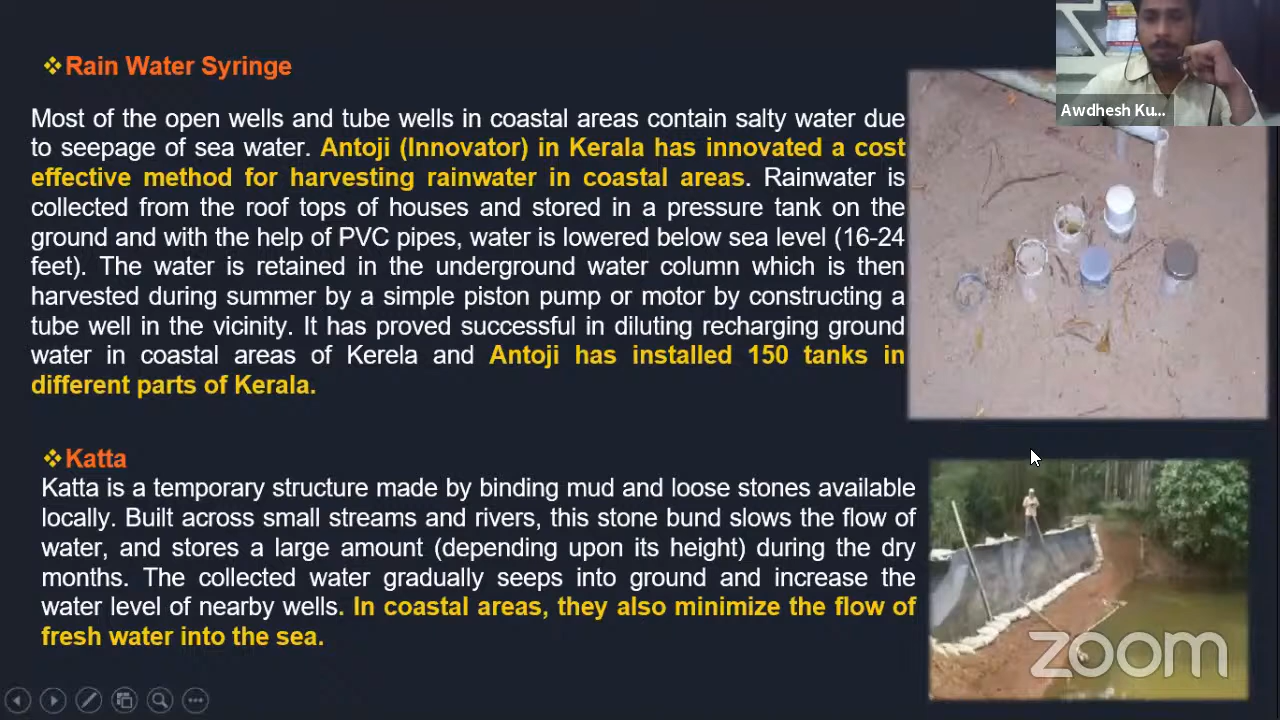 ❖Rain Water Syringe
Most of the open wells and tube wells in coastal areas contain salty water due
to seepage of sea water. Antoji (Innovator) in Kerala has innovated a cost
effective method for harvesting rainwater in coastal areas. Rainwater is
collected from the roof tops of houses and stored in a pressure tank on the
ground and with the help of PVC pipes, water is lowered below sea level (16-24
feet). The water is retained in the underground water column which is then
harvested during summer by a simple piston pump or motor by constructing a
tube well in the vicinity. It has proved successful in diluting recharging ground
water in coastal areas of Kerela and Antoji has installed 150 tanks in
different parts of Kerala.
❖Katta
Katta is a temporary structure made by binding mud and loose stones available
locally. Built across small streams and rivers, this stone bund slows the flow of
water, and stores a large amount (depending upon its height) during the dry
months. The collected water gradually seeps into ground and increase the
water level of nearby wells. In coastal areas, they also minimize the flow of
fresh water into the sea.
Awdhesh Ku...
zoom